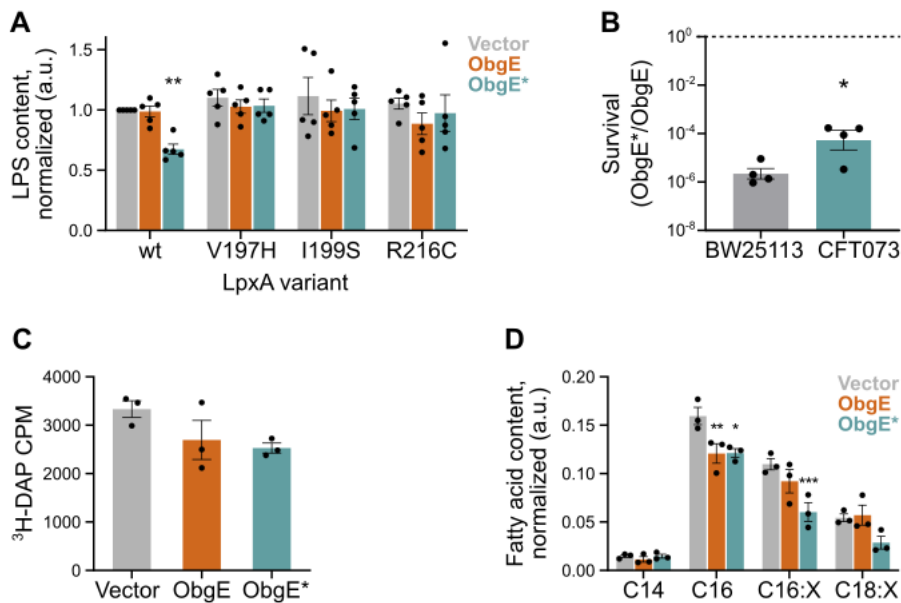 A
LPS content,
normalized (a.u.)
1.5
1.0
0.5
0.0
**
Vector
ObgE
ObgE*
wt
V197H
I199S
R216C
LpxA variant
B
Survival
(ObgE*/ObgE)
10⁰
10⁻²
10⁻⁴
10⁻⁶
10⁻⁸
*
BW25113
CFT073
C
³H-DAP CPM
4000
3000
2000
1000
0
Vector
ObgE
ObgE*
D
Fatty acid content,
normalized (a.u.)
0.20
0.15
0.10
0.05
0.00
Vector
ObgE
ObgE*
**
*
***
C14
C16
C16:X
C18:X